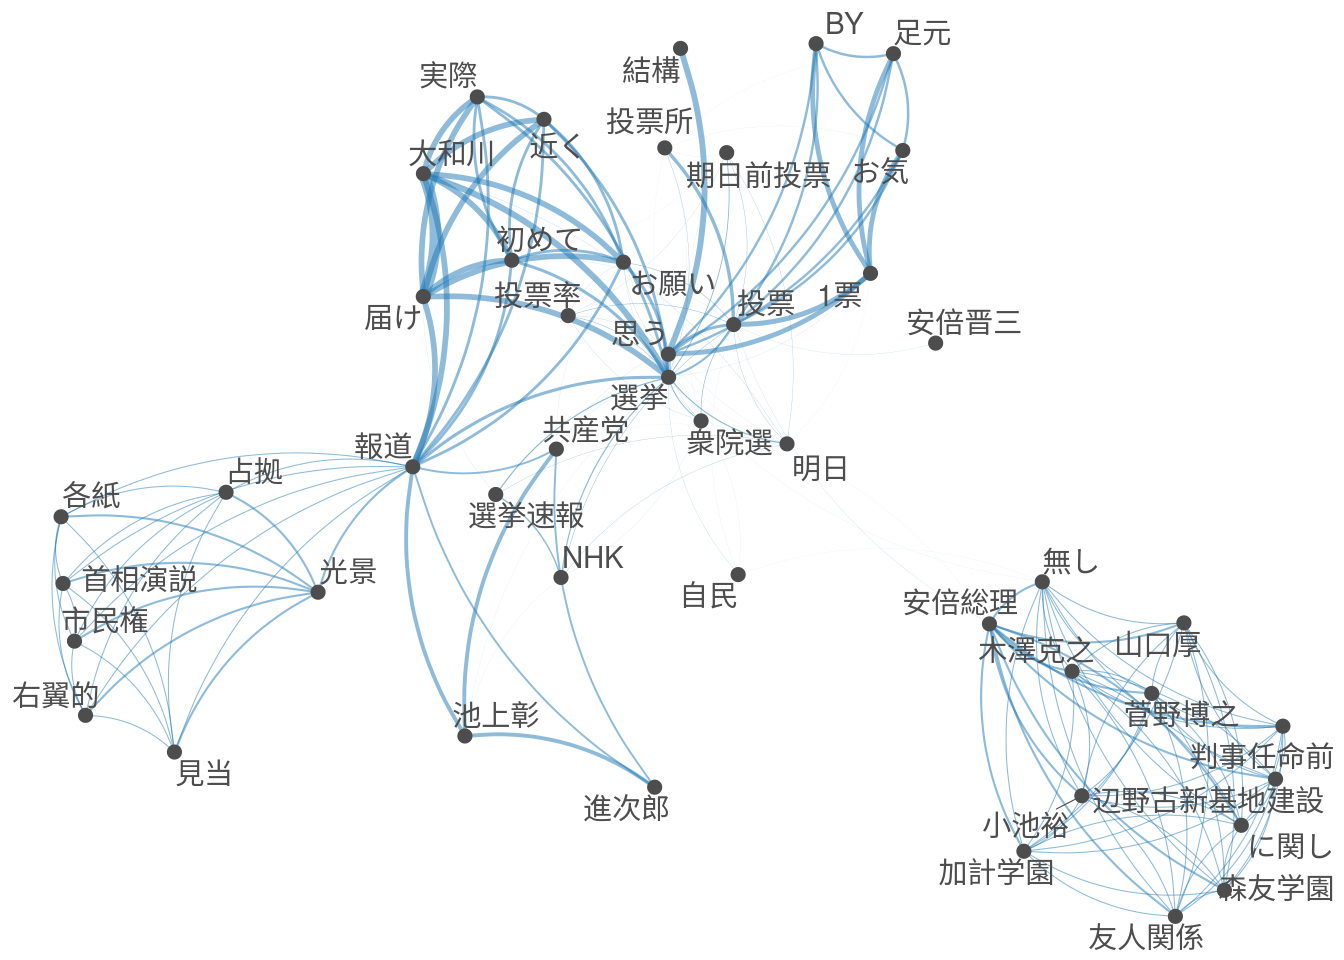 BY
足元
結構
実際
投票所
近く
大和川
期日前投票
お気
初めて
お願い
投票率
投票
1票
届け
思う
安倍晋三
選挙
共産党
衆院選
報道
明日
占拠
各紙
選挙速報
NHK
無し
光景
首相演説
自民
安倍総理
市民権
木澤克之
山口厚
右翼的
池上彰
菅野博之
判事任命前
見当
進次郎
辺野古新基地建設
小池裕
に関し
加計学園
森友学園
友人関係